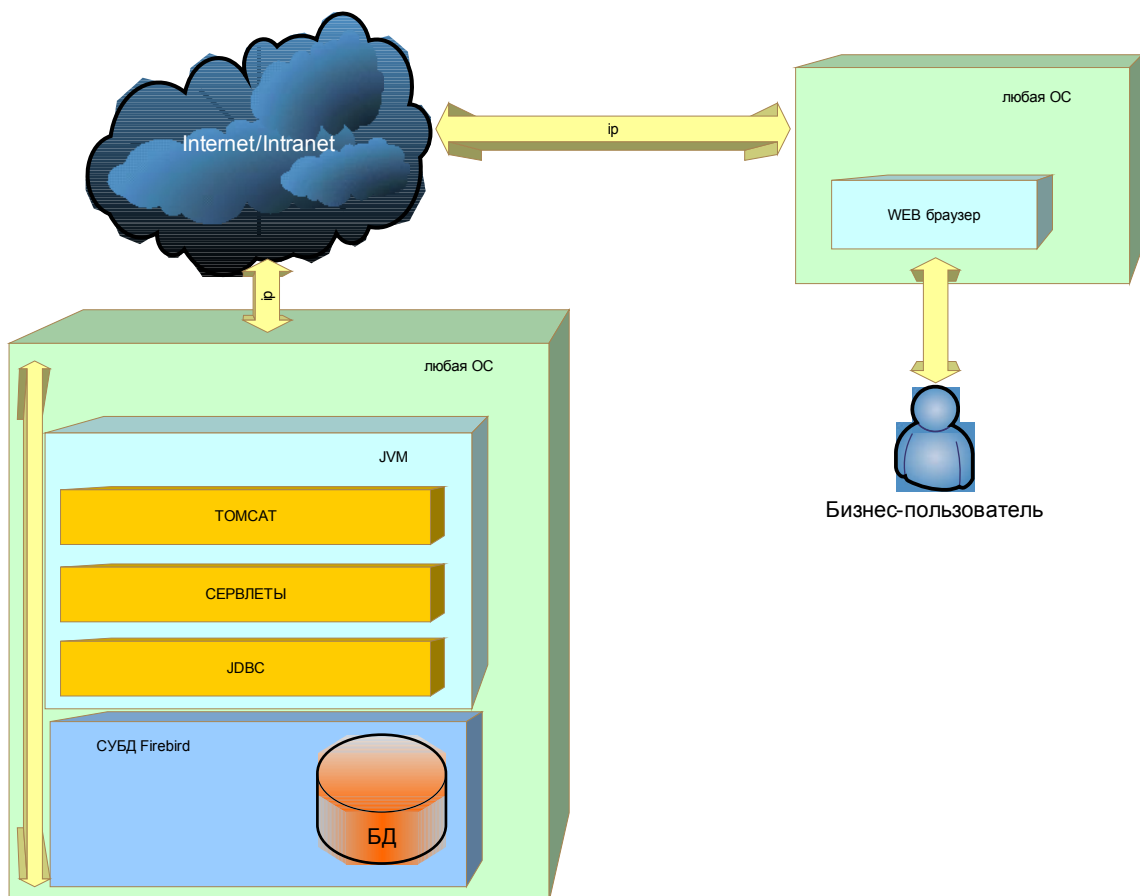 любая ОС
ip
Internet/Intranet
WEB браузер
ip
любая ОС
JVM
TOMCAT
Бизнес-пользователь
СЕРВЛЕТЫ
JDBC
СУБД Firebird
БД